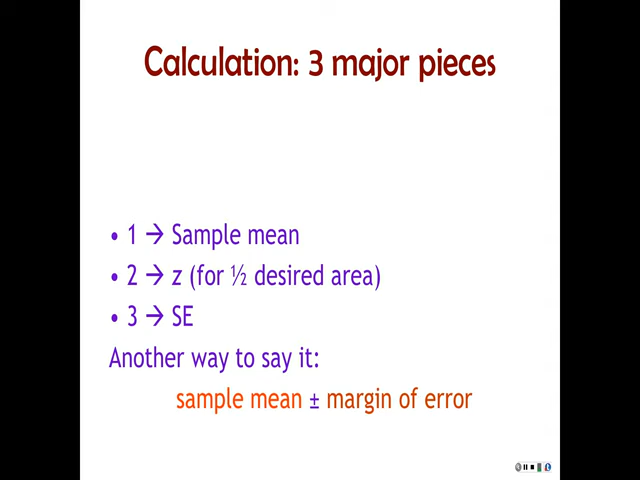 Calculation: 3 major pieces
• 1 → Sample mean
• 2 → z (for ½ desired area)
• 3 → SE
Another way to say it:
sample mean ± margin of error